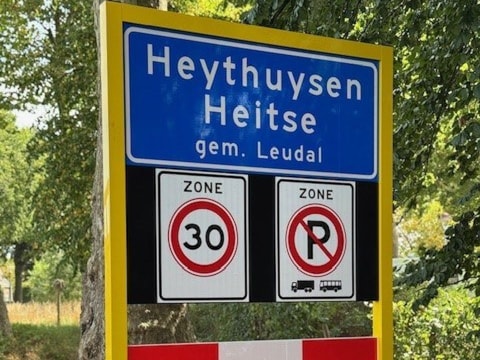 Heythuysen
Heitse
gem. Leudal
ZONE
30
ZONE
P